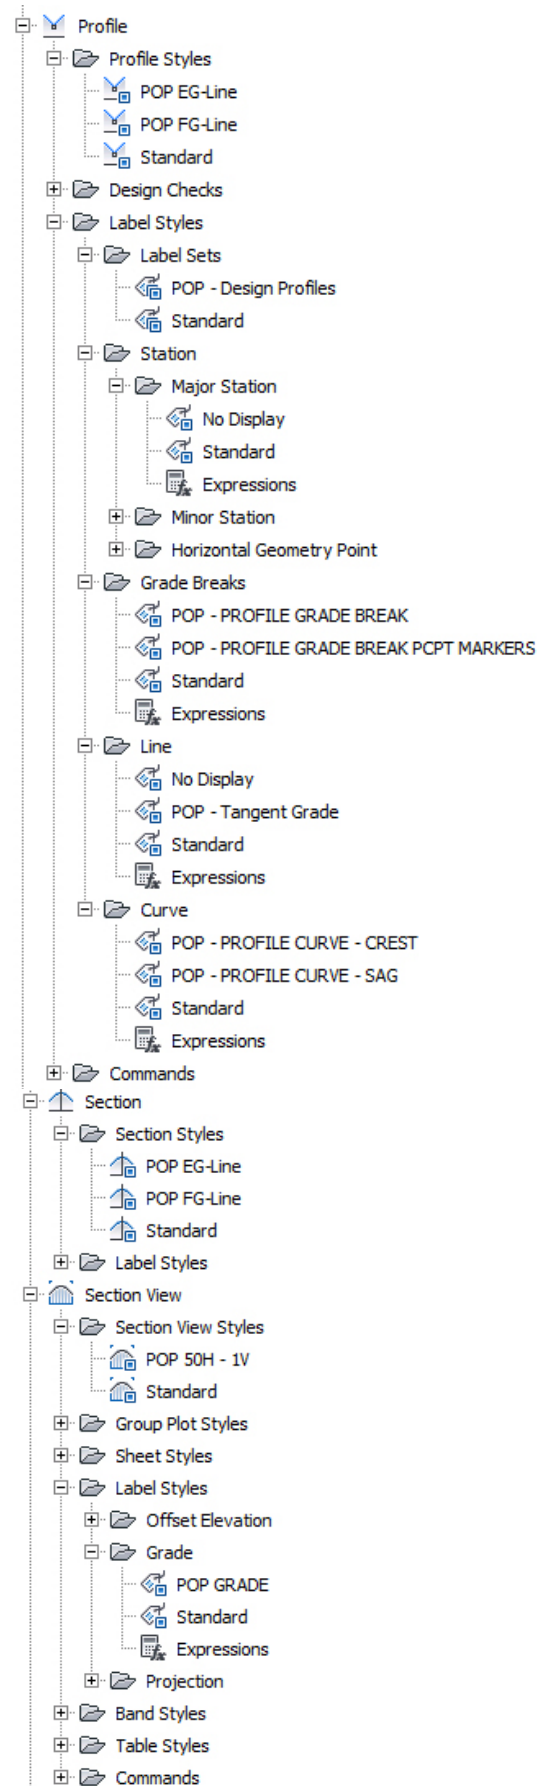 Profile
Profile Styles
POP EG-Line
POP FG-Line
Standard
Design Checks
Label Styles
Label Sets
POP - Design Profiles
Standard
Station
Major Station
No Display
Standard
Expressions
Minor Station
Horizontal Geometry Point
Grade Breaks
POP - PROFILE GRADE BREAK
POP - PROFILE GRADE BREAK PCPT MARKERS
Standard
Expressions
Line
No Display
POP - Tangent Grade
Standard
Expressions
Curve
POP - PROFILE CURVE - CREST
POP - PROFILE CURVE - SAG
Standard
Expressions
Commands
Section
Section Styles
POP EG-Line
POP FG-Line
Standard
Label Styles
Section View
Section View Styles
POP 50H - 1V
Standard
Group Plot Styles
Sheet Styles
Label Styles
Offset Elevation
Grade
POP GRADE
Standard
Expressions
Projection
Band Styles
Table Styles
Commands